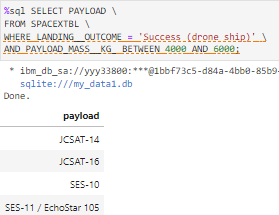 %sql SELECT PAYLOAD \
FROM SPACEXTBL \
WHERE LANDING__OUTCOME = 'Success (drone ship)' \
AND PAYLOAD_MASS__KG_ BETWEEN 4000 AND 6000;
* ibm_db_sa://yyy33800:***@1bbf73c5-d84a-4bb0-85b9-
sqlite:///my_data1.db
Done.
payload
JCSAT-14
JCSAT-16
SES-10
SES-11 / EchoStar 105